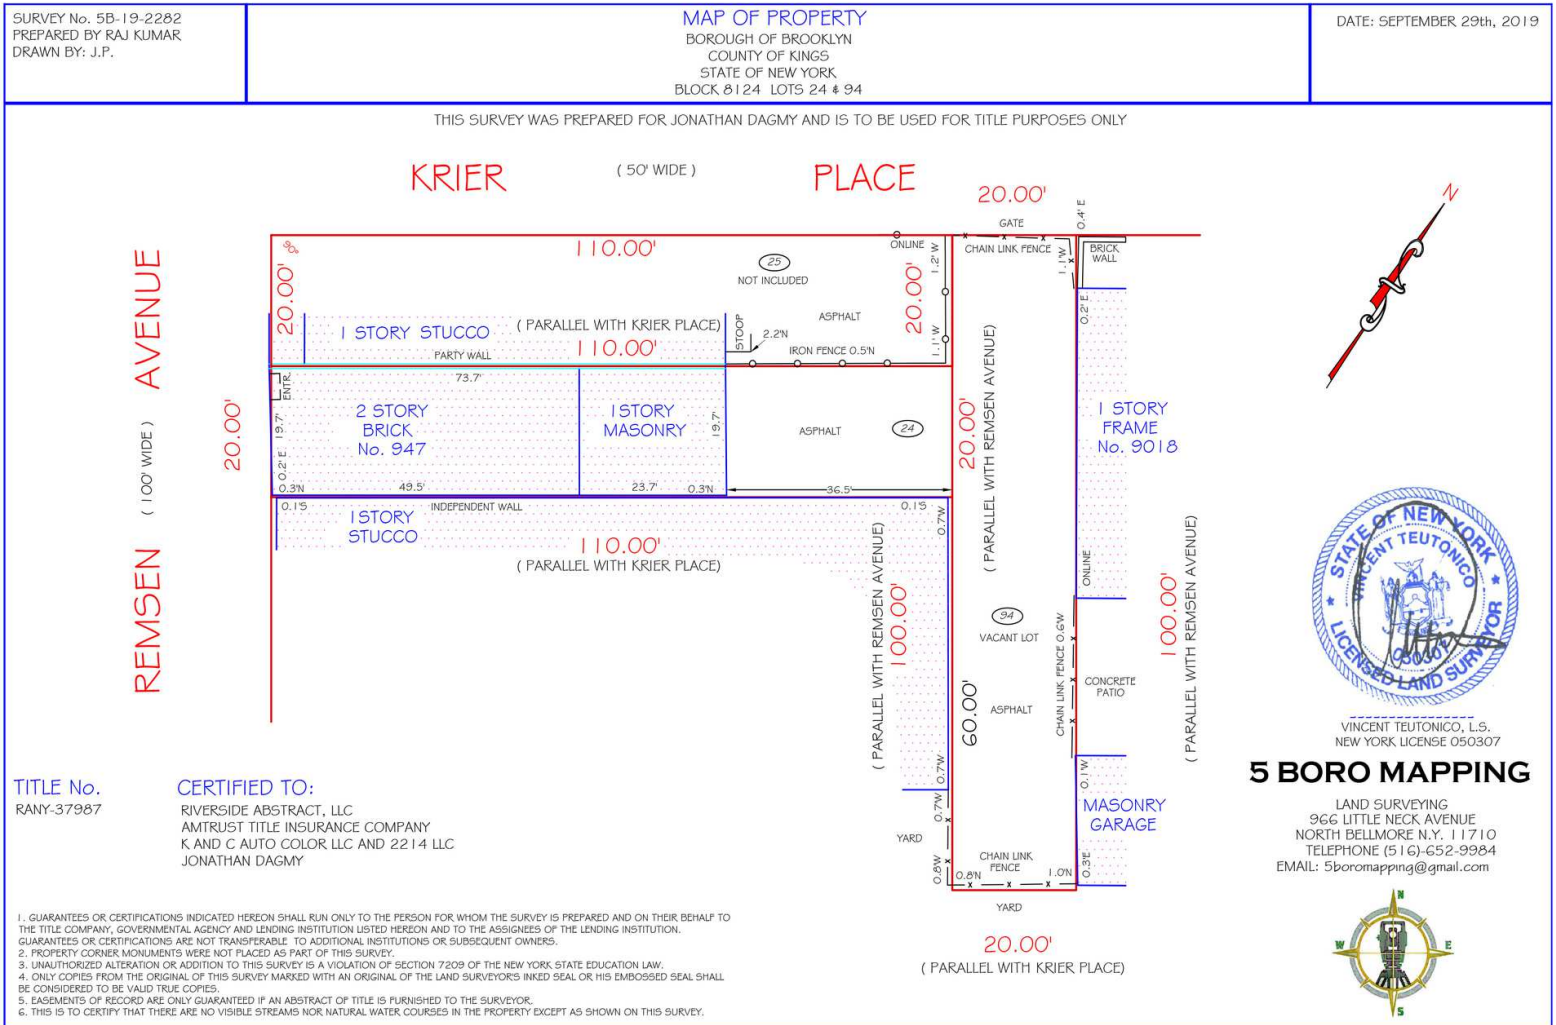 SURVEY No. 5B-19-2282
PREPARED BY RAJ KUMAR
DRAWN BY: J.P.
MAP OF PROPERTY
BOROUGH OF BROOKLYN
COUNTY OF KINGS
STATE OF NEW YORK
BLOCK 8124 LOTS 24 & 94
DATE: SEPTEMBER 29th, 2019
THIS SURVEY WAS PREPARED FOR JONATHAN DAGMY AND IS TO BE USED FOR TITLE PURPOSES ONLY
KRIER ( 50' WIDE ) PLACE
20.00'
GATE
0.4' E
N
90°
110.00'
ONLINE
CHAIN LINK FENCE
BRICK
WALL
1.2' W
1.1'W
25
NOT INCLUDED
20.00'
20.00'
0.2' E
ASPHALT
1 STORY STUCCO
( PARALLEL WITH KRIER PLACE)
STOOP
2.2'N
1.1' W
PARTY WALL
110.00'
IRON FENCE 0.5'N
REMSEN ( 100' WIDE ) AVENUE
20.00'
ENTR.
73.7'
19.7'
2 STORY
BRICK
No. 947
1STORY
MASONRY
19.7'
ASPHALT
24
20.00'
( PARALLEL WITH REMSEN AVENUE)
1 STORY
FRAME
No. 9018
0.2' E
0.3'N
49.5'
23.7'
0.3'N
36.5'
0.1'S
INDEPENDENT WALL
0.1'S
0.7'W
1STORY
STUCCO
110.00'
( PARALLEL WITH KRIER PLACE)
ONLINE
( PARALLEL WITH REMSEN AVENUE)
100.00'
94
VACANT LOT
CHAIN LINK FENCE 0.6'W
100.00'
( PARALLEL WITH REMSEN AVENUE)
60.00'
ASPHALT
CONCRETE
PATIO
0.7'W
0.1'W
0.7'W
MASONRY
GARAGE
YARD
CHAIN LINK
FENCE
0.8'W
0.8'N
1.0'N
0.3'E
YARD
20.00'
( PARALLEL WITH KRIER PLACE)
STATE OF NEW YORK
VINCENT TEUTONICO
050307
LICENSED LAND SURVEYOR
VINCENT TEUTONICO, L.S.
NEW YORK LICENSE 050307
5 BORO MAPPING
LAND SURVEYING
966 LITTLE NECK AVENUE
NORTH BELLMORE N.Y. 11710
TELEPHONE (516)-652-9984
EMAIL: 5boromapping@gmail.com
N
W E
S
TITLE No.
RANY-37987
CERTIFIED TO:
RIVERSIDE ABSTRACT, LLC
AMTRUST TITLE INSURANCE COMPANY
K AND C AUTO COLOR LLC AND 2214 LLC
JONATHAN DAGMY
1. GUARANTEES OR CERTIFICATIONS INDICATED HEREON SHALL RUN ONLY TO THE PERSON FOR WHOM THE SURVEY IS PREPARED AND ON THEIR BEHALF TO
THE TITLE COMPANY, GOVERNMENTAL AGENCY AND LENDING INSTITUTION LISTED HEREON AND TO THE ASSIGNEES OF THE LENDING INSTITUTION.
GUARANTEES OR CERTIFICATIONS ARE NOT TRANSFERABLE TO ADDITIONAL INSTITUTIONS OR SUBSEQUENT OWNERS.
2. PROPERTY CORNER MONUMENTS WERE NOT PLACED AS PART OF THIS SURVEY.
3. UNAUTHORIZED ALTERATION OR ADDITION TO THIS SURVEY IS A VIOLATION OF SECTION 7209 OF THE NEW YORK STATE EDUCATION LAW.
4. ONLY COPIES FROM THE ORIGINAL OF THIS SURVEY MARKED WITH AN ORIGINAL OF THE LAND SURVEYORS INKED SEAL OR HIS EMBOSSED SEAL SHALL
BE CONSIDERED TO BE VALID TRUE COPIES.
5. EASEMENTS OF RECORD ARE ONLY GUARANTEED IF AN ABSTRACT OF TITLE IS FURNISHED TO THE SURVEYOR.
6. THIS IS TO CERTIFY THAT THERE ARE NO VISIBLE STREAMS NOR NATURAL WATER COURSES IN THE PROPERTY EXCEPT AS SHOWN ON THIS SURVEY.